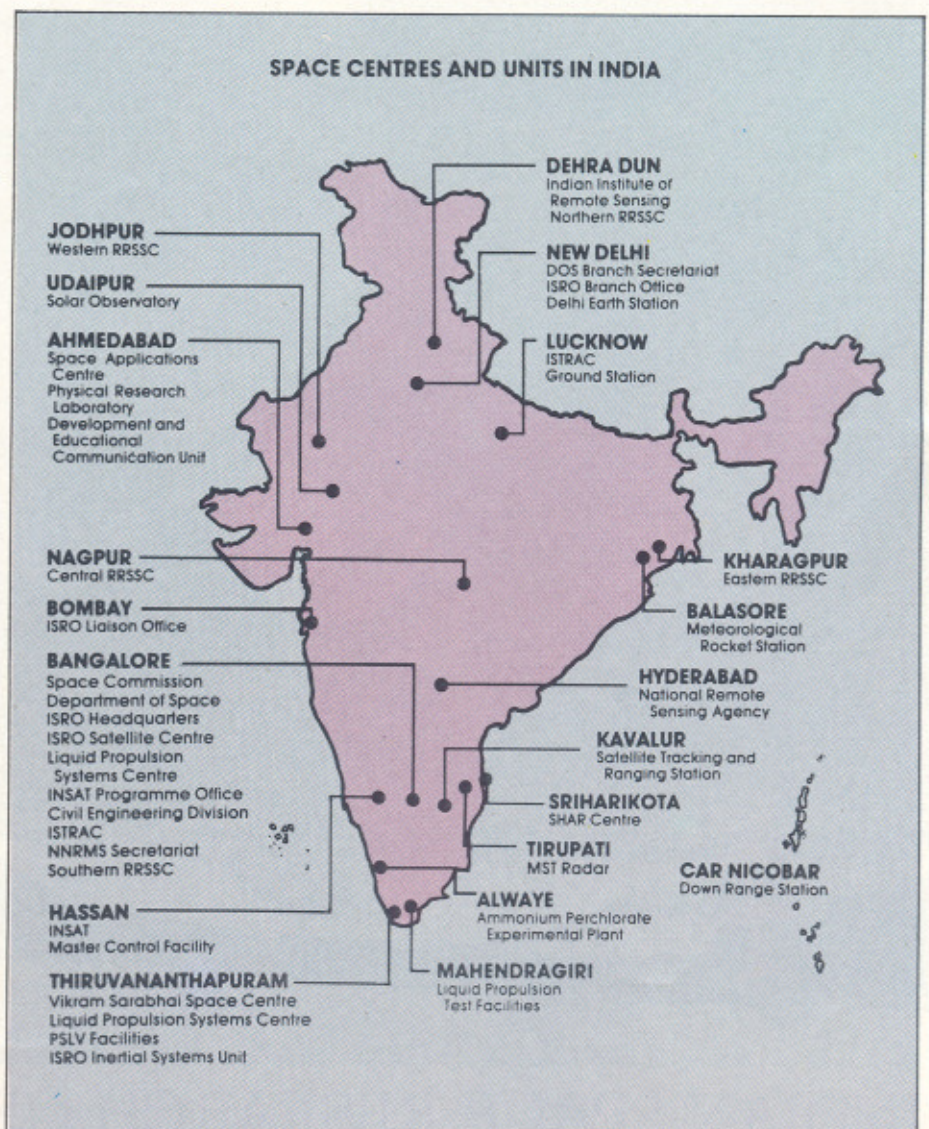 SPACE CENTRES AND UNITS IN INDIA
JODHPUR
Western RRSSC
UDAIPUR
Solar Observatory
AHMEDABAD
Space Applications
Centre
Physical Research
Laboratory
Development and
Educational
Communication Unit
NAGPUR
Central RRSSC
BOMBAY
ISRO Liaison Office
BANGALORE
Space Commission
Department of Space
ISRO Headquarters
ISRO Satellite Centre
Liquid Propulsion
Systems Centre
INSAT Programme Office
Civil Engineering Division
ISTRAC
NNRMS Secretariat
Southern RRSSC
HASSAN
INSAT
Master Control Facility
THIRUVANANTHAPURAM
Vikram Sarabhai Space Centre
Liquid Propulsion Systems Centre
PSLV Facilities
ISRO Inertial Systems Unit
DEHRA DUN
Indian Institute of
Remote Sensing
Northern RRSSC
NEW DELHI
DOS Branch Secretariat
ISRO Branch Office
Delhi Earth Station
LUCKNOW
ISTRAC
Ground Station
KHARAGPUR
Eastern RRSSC
BALASORE
Meteorological
Rocket Station
HYDERABAD
National Remote
Sensing Agency
KAVALUR
Satellite Tracking and
Ranging Station
SRIHARIKOTA
SHAR Centre
TIRUPATI
MST Radar
CAR NICOBAR
Down Range Station
ALWAYE
Ammonium Perchlorate
Experimental Plant
MAHENDRAGIRI
Liquid Propulsion
Test Facilities